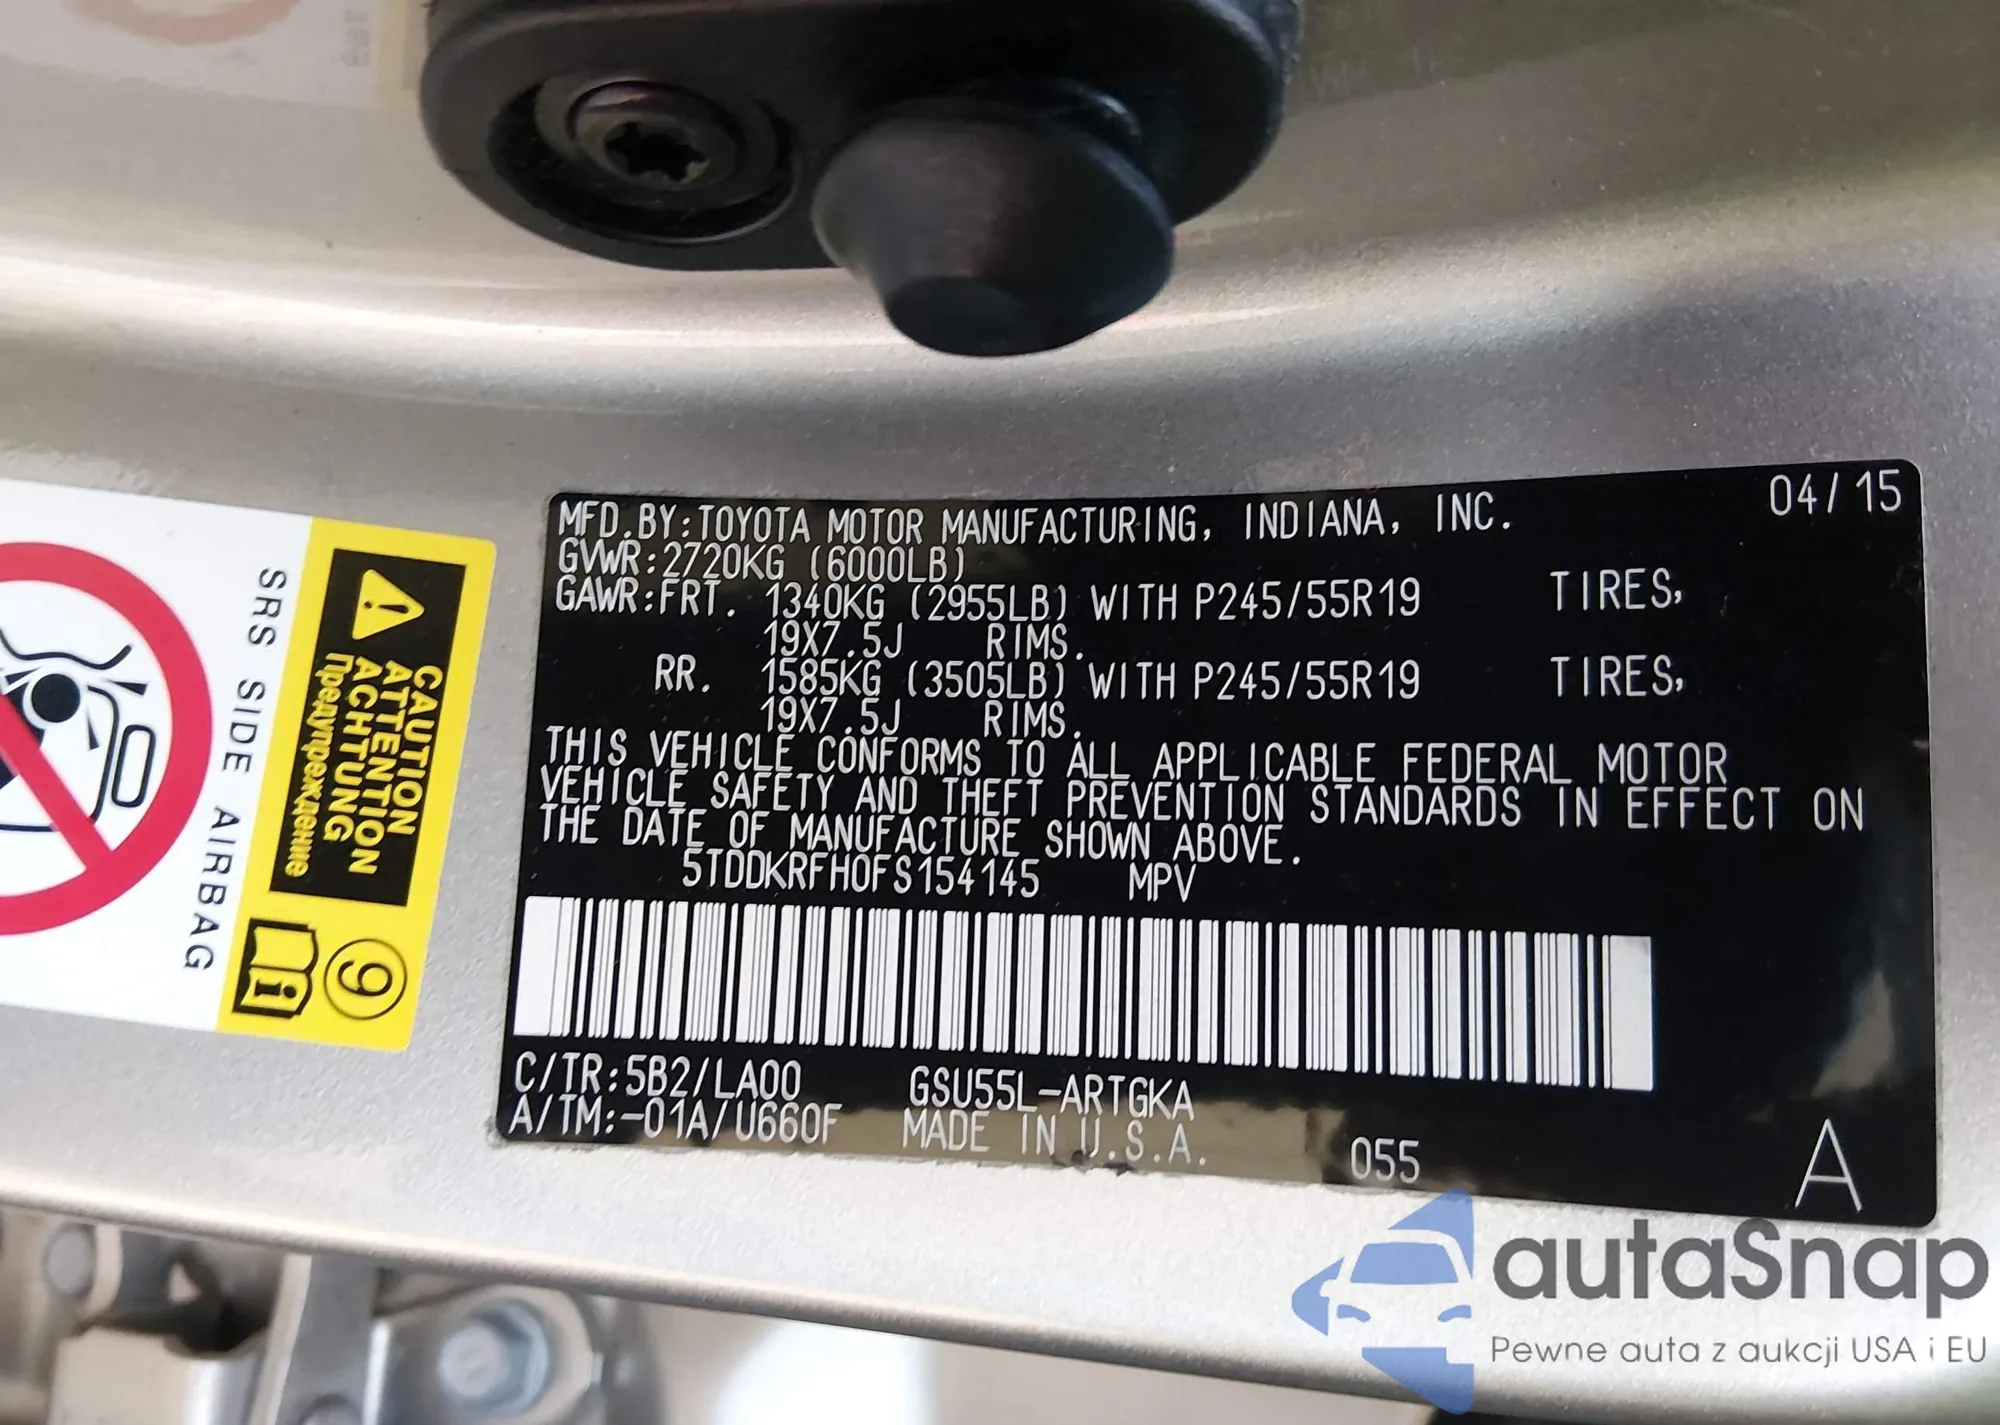 MFD.BY:TOYOTA MOTOR MANUFACTURING, INDIANA, INC. 04/15
GVWR:2720KG (6000LB)
GAWR:FRT. 1340KG (2955LB) WITH P245/55R19 TIRES,
19X7.5J RIMS.
RR. 1585KG (3505LB) WITH P245/55R19 TIRES,
19X7.5J RIMS.
THIS VEHICLE CONFORMS TO ALL APPLICABLE FEDERAL MOTOR
VEHICLE SAFETY AND THEFT PREVENTION STANDARDS IN EFFECT ON
THE DATE OF MANUFACTURE SHOWN ABOVE.
5TDDKRFH0FS154145 MPV
C/TR:5B2/LA00 GSU55L-ARTGKA
A/TM:-01A/U660F MADE IN U.S.A. 055 A
SRS SIDE AIRBAG
CAUTION
ATTENTION
ACHTUNG
Предупреждение
9
i
autaSnap
Pewne auta z aukcji USA i EU